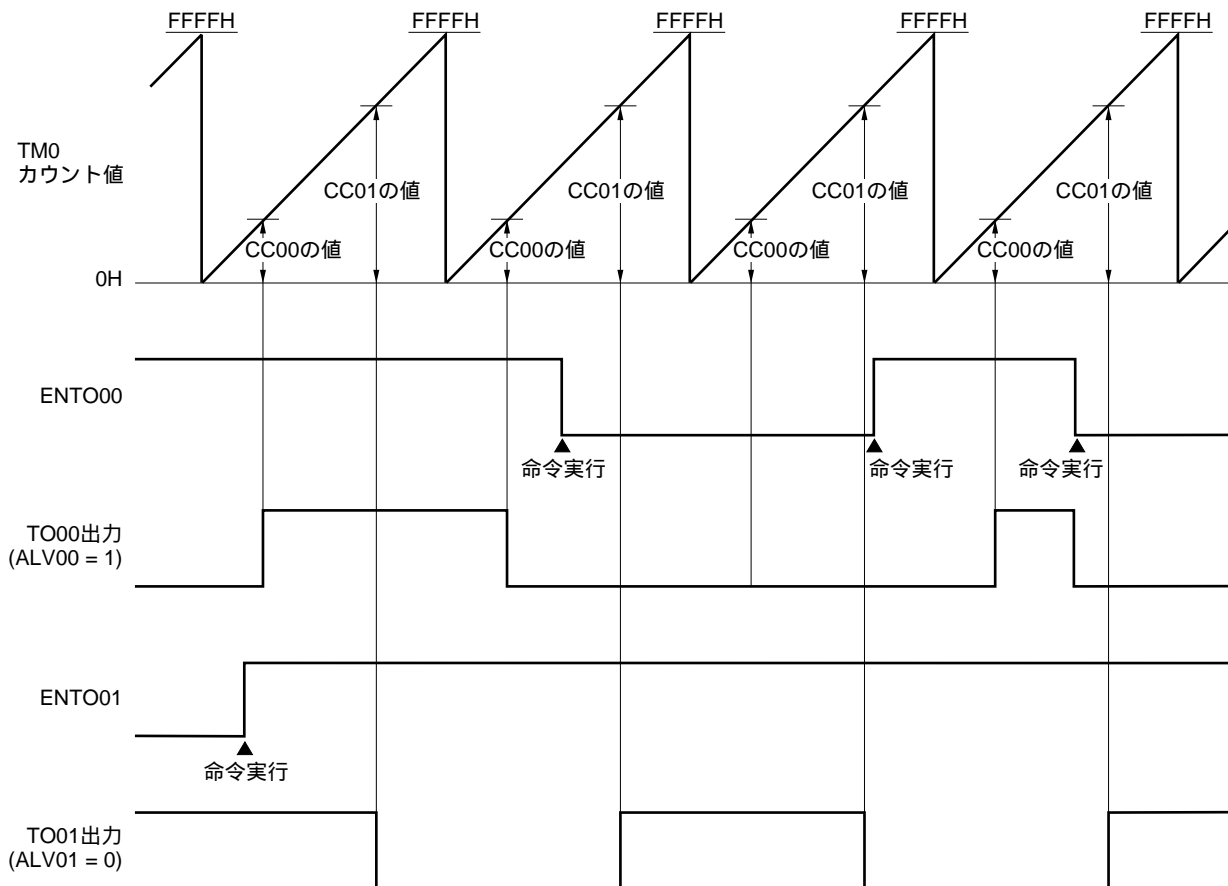 FFFFH
FFFFH
FFFFH
FFFFH
FFFFH
TM0
カウント値
CC01の値
CC01の値
CC01の値
CC01の値
CC00の値
CC00の値
CC00の値
CC00の値
0H
ENTO00
命令実行
命令実行
命令実行
TO00出力
(ALV00 = 1)
ENTO01
命令実行
TO01出力
(ALV01 = 0)